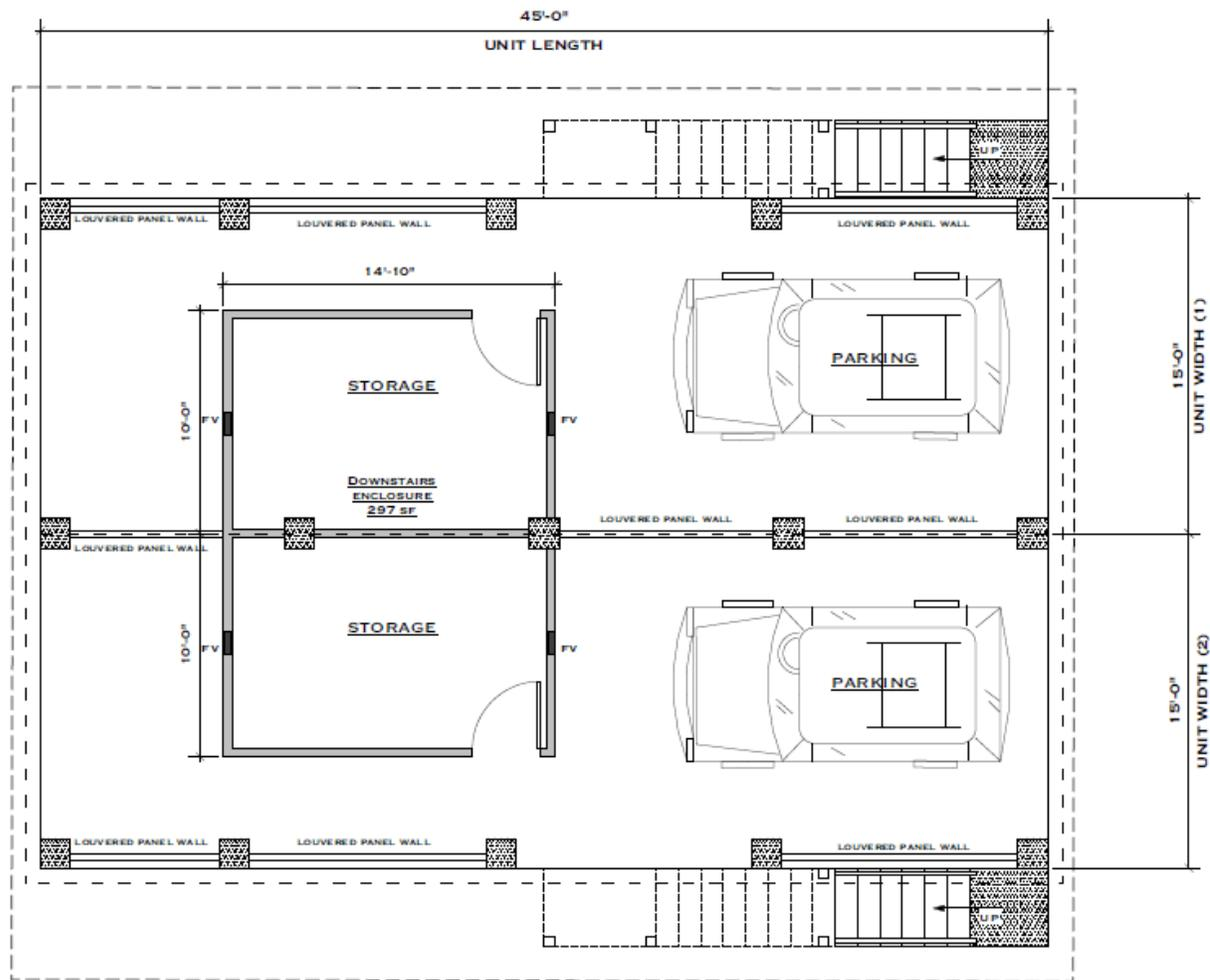 45'-0"
UNIT LENGTH
UP
LOUVERED PANEL WALL
LOUVERED PANEL WALL
LOUVERED PANEL WALL
14'-10"
15'-0"
UNIT WIDTH (1)
PARKING
STORAGE
10'-0"
FV
FV
DOWNSTAIRS
ENCLOSURE
297 SF
LOUVERED PANEL WALL
LOUVERED PANEL WALL
LOUVERED PANEL WALL
STORAGE
10'-0"
FV
FV
PARKING
15'-0"
UNIT WIDTH (2)
LOUVERED PANEL WALL
LOUVERED PANEL WALL
LOUVERED PANEL WALL
UP